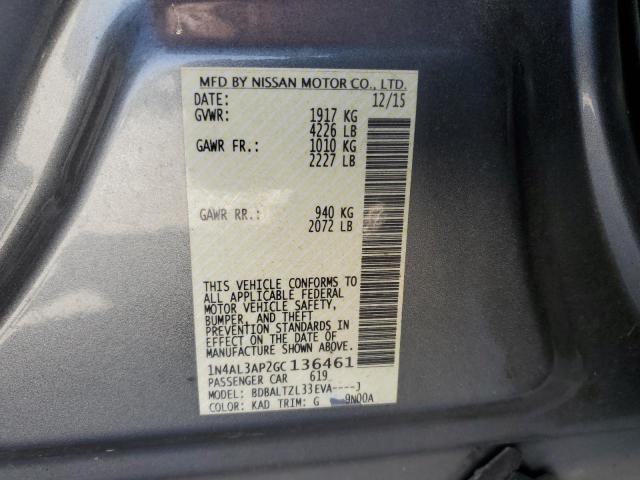 MFD BY NISSAN MOTOR CO., LTD.
DATE: 12/15
GVWR: 1917 KG
4226 LB
GAWR FR.: 1010 KG
2227 LB
GAWR RR.: 940 KG
2072 LB
THIS VEHICLE CONFORMS TO
ALL APPLICABLE FEDERAL
MOTOR VEHICLE SAFETY,
BUMPER, AND THEFT
PREVENTION STANDARDS IN
EFFECT ON THE DATE OF
MANUFACTURE SHOWN ABOVE.
1N4AL3AP2GC136461
PASSENGER CAR 619
MODEL: BDBALTZL33EVA----J
COLOR: KAD TRIM: G 9N00A